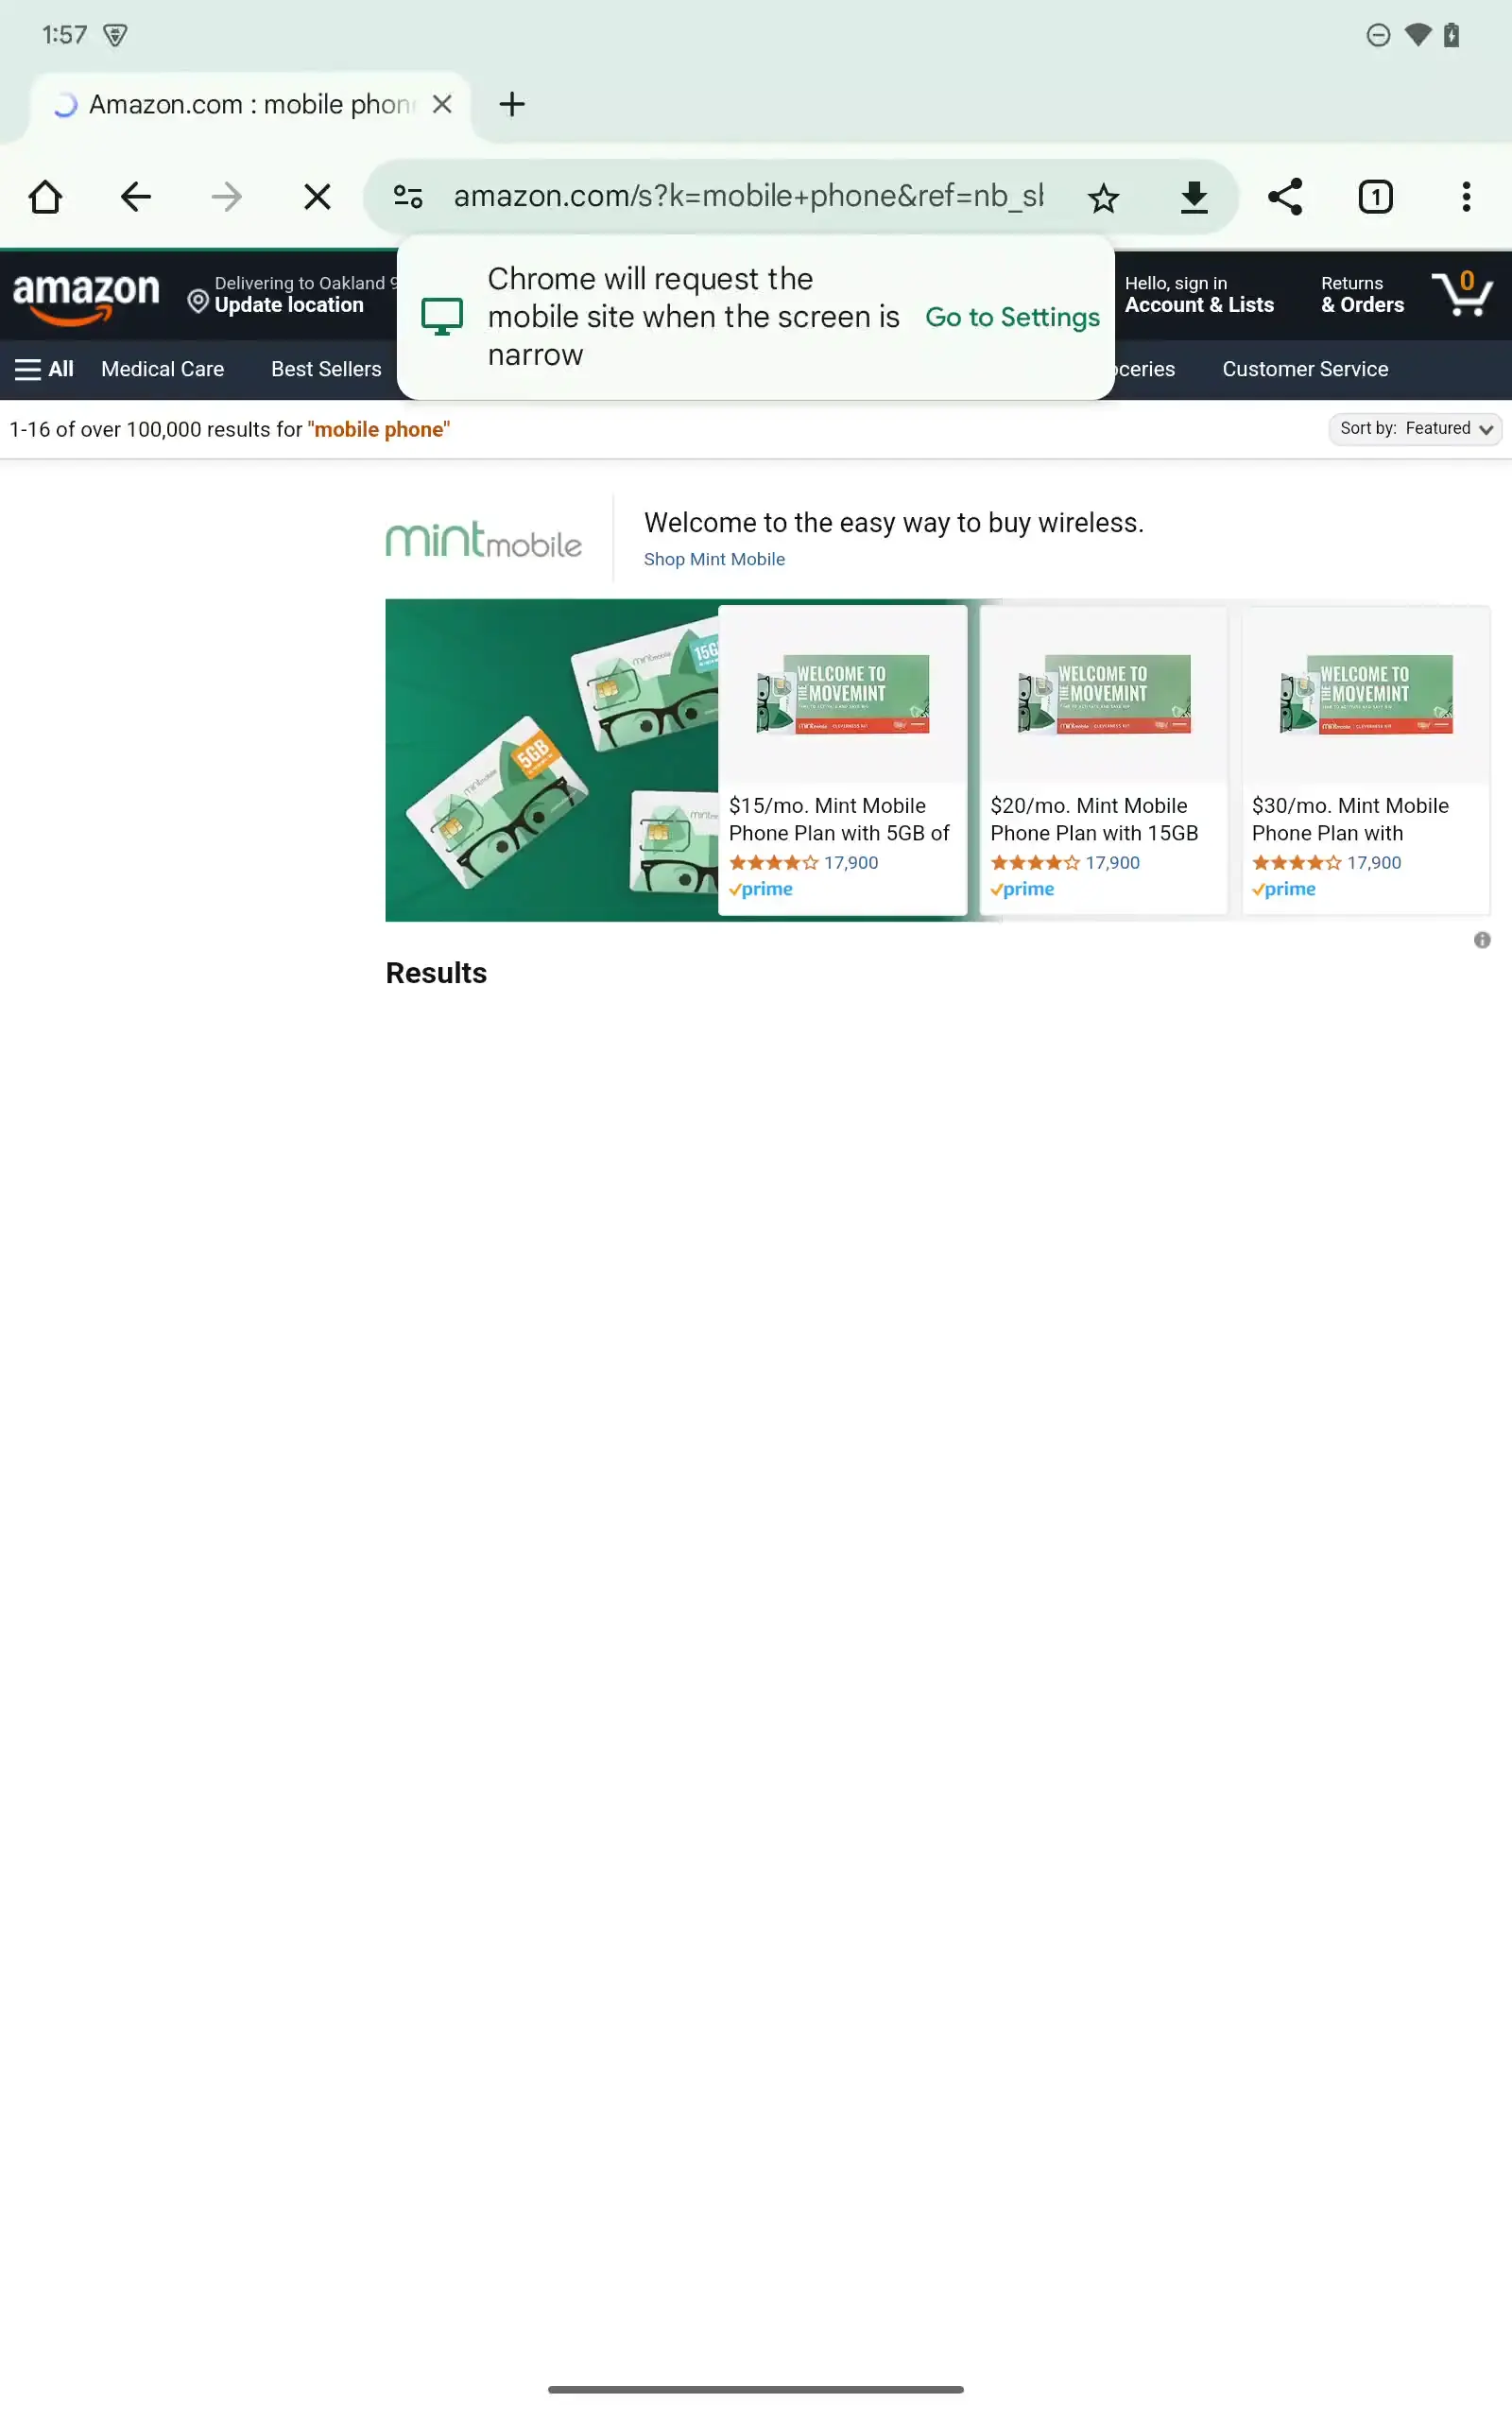 1:57
Amazon.com : mobile phon
amazon.com/s?k=mobile+phone&ref=nb_sl
1
Chrome will request the
mobile site when the screen is
narrow
Go to Settings
amazon
Delivering to Oakland 9
Update location
Hello, sign in
Account & Lists
Returns
& Orders
0
All
Medical Care
Best Sellers
oceries
Customer Service
1-16 of over 100,000 results for "mobile phone"
Sort by: Featured
mintmobile
Welcome to the easy way to buy wireless.
Shop Mint Mobile
15G
mintmobile
5GB
mintmobile
WELCOME TO
THE MOVEMINT
WELCOME TO
THE MOVEMINT
WELCOME TO
THE MOVEMINT
$15/mo. Mint Mobile
Phone Plan with 5GB of
17,900
prime
$20/mo. Mint Mobile
Phone Plan with 15GB
17,900
prime
$30/mo. Mint Mobile
Phone Plan with
17,900
prime
Results